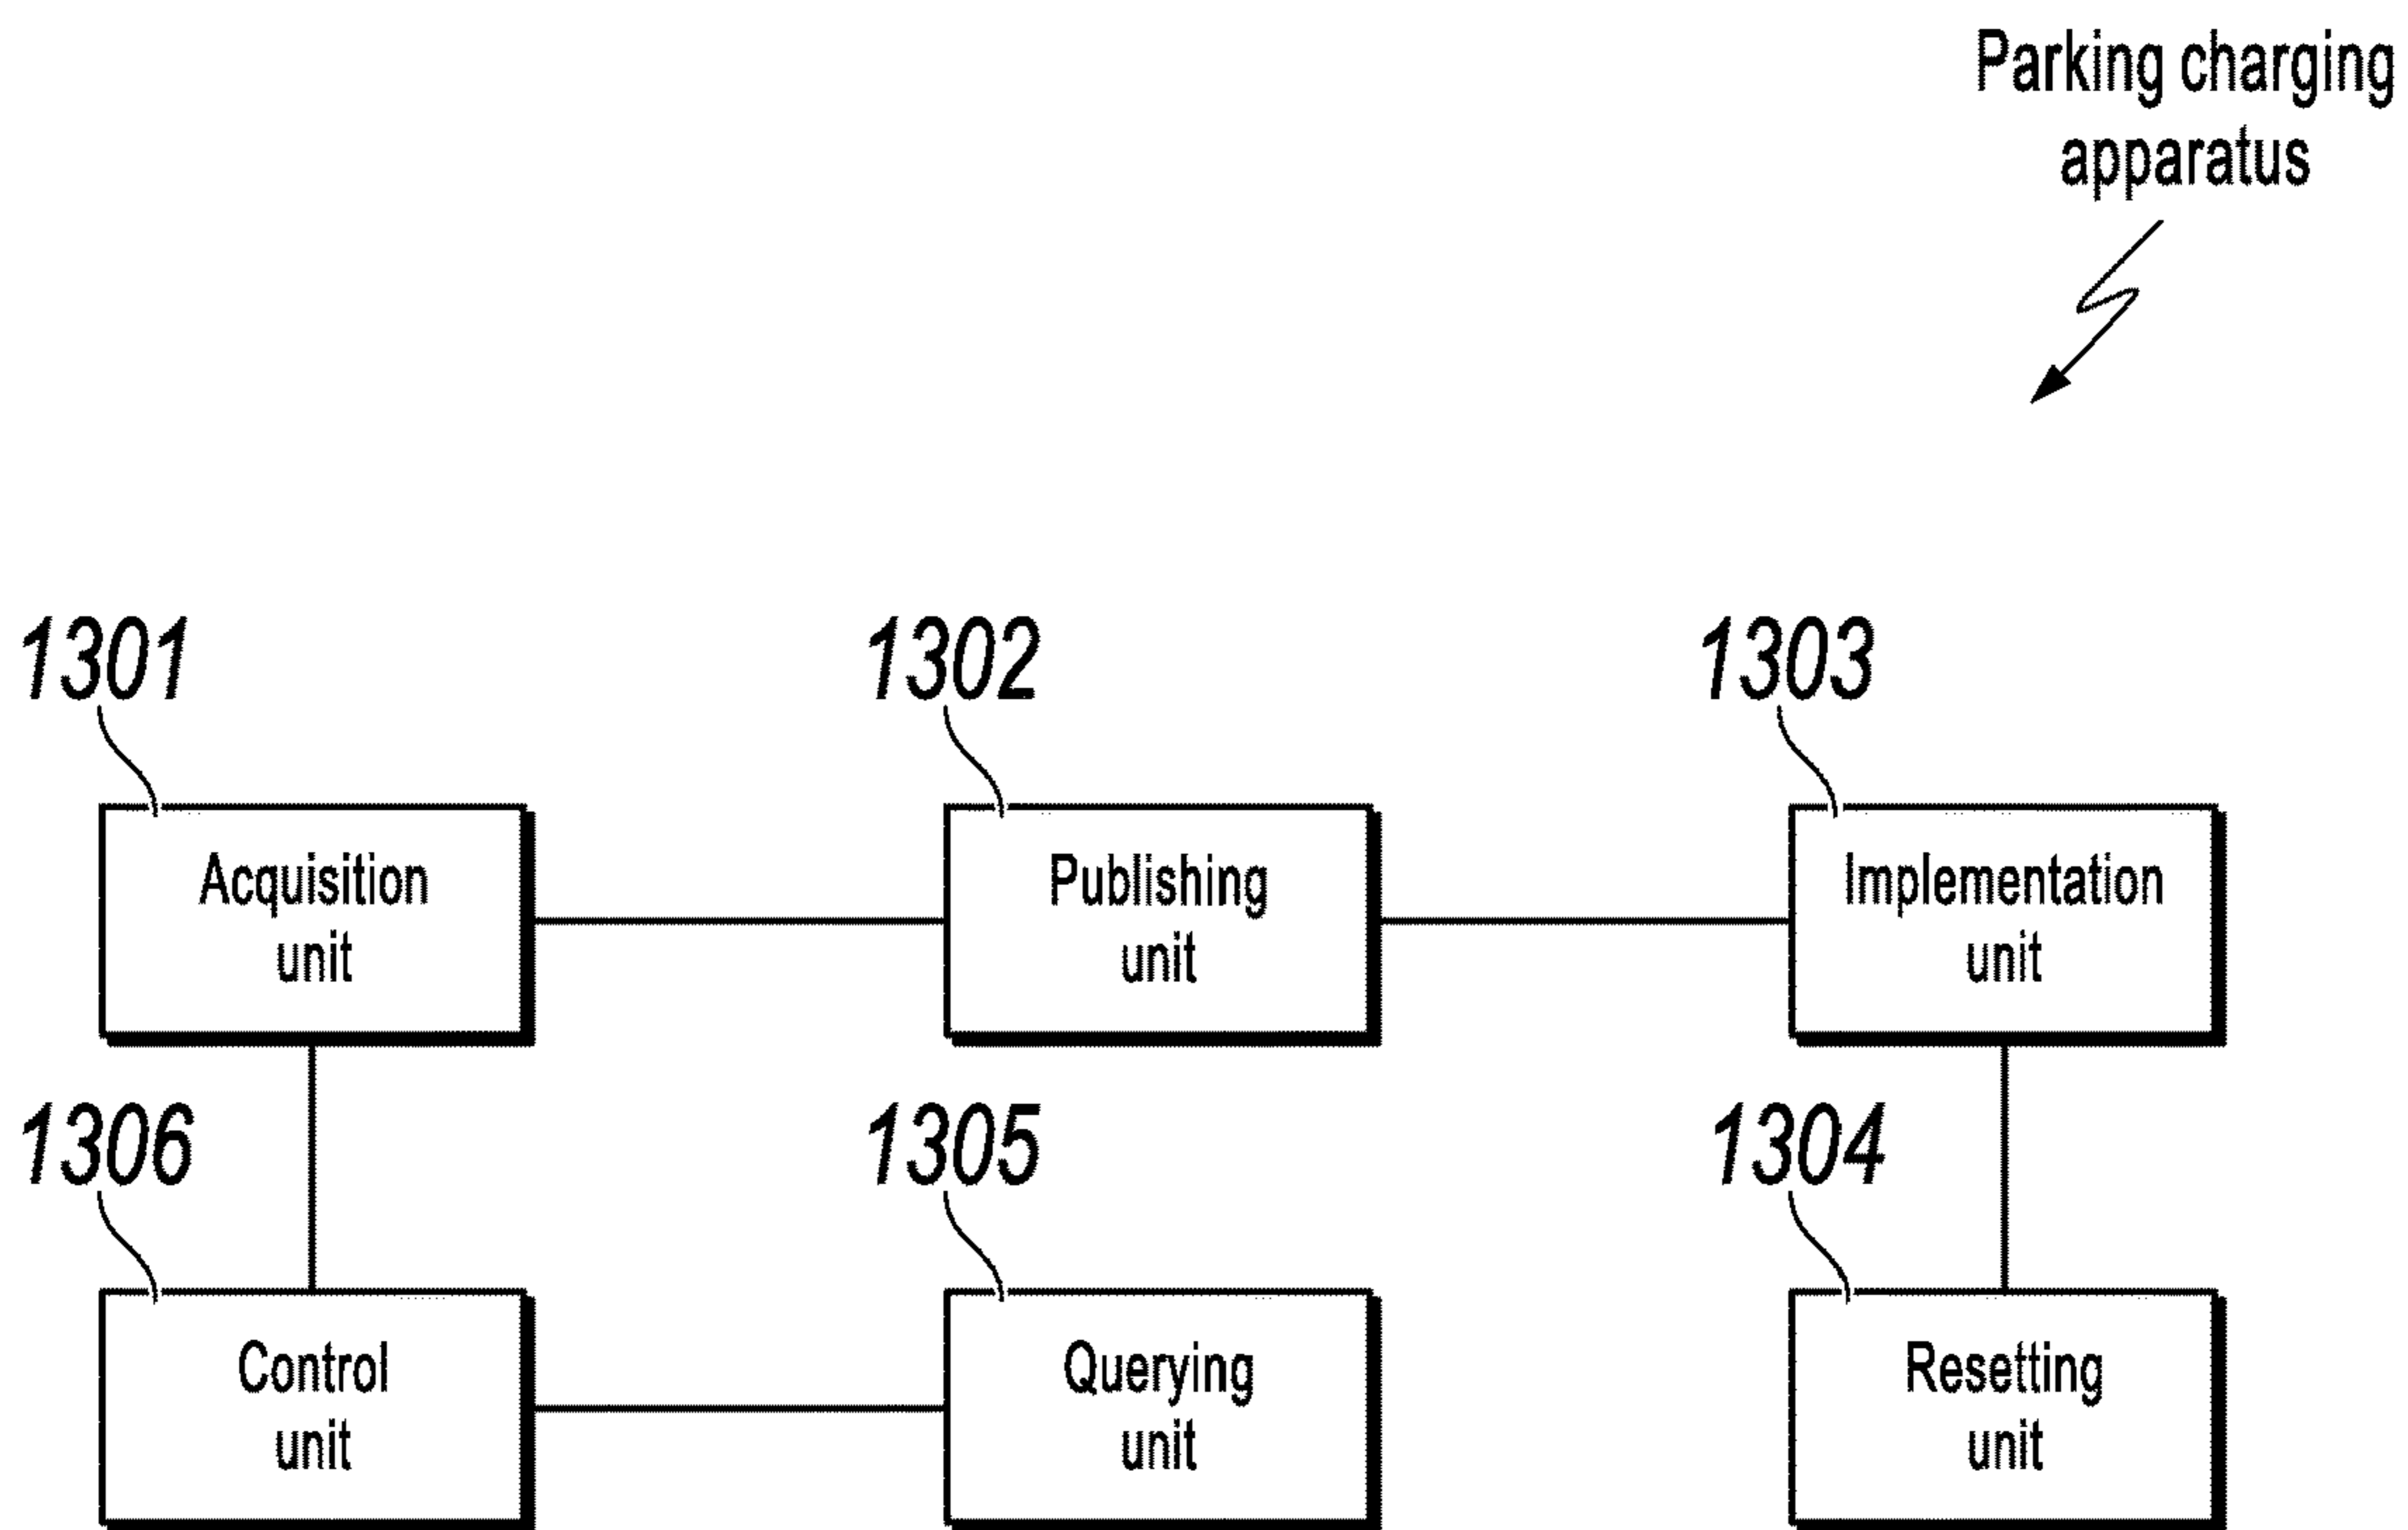 Parking charging
apparatus
1301
1302
1303
Acquisition
unit
Publishing
unit
Implementation
unit
1306
1305
1304
Control
unit
Querying
unit
Resetting
unit